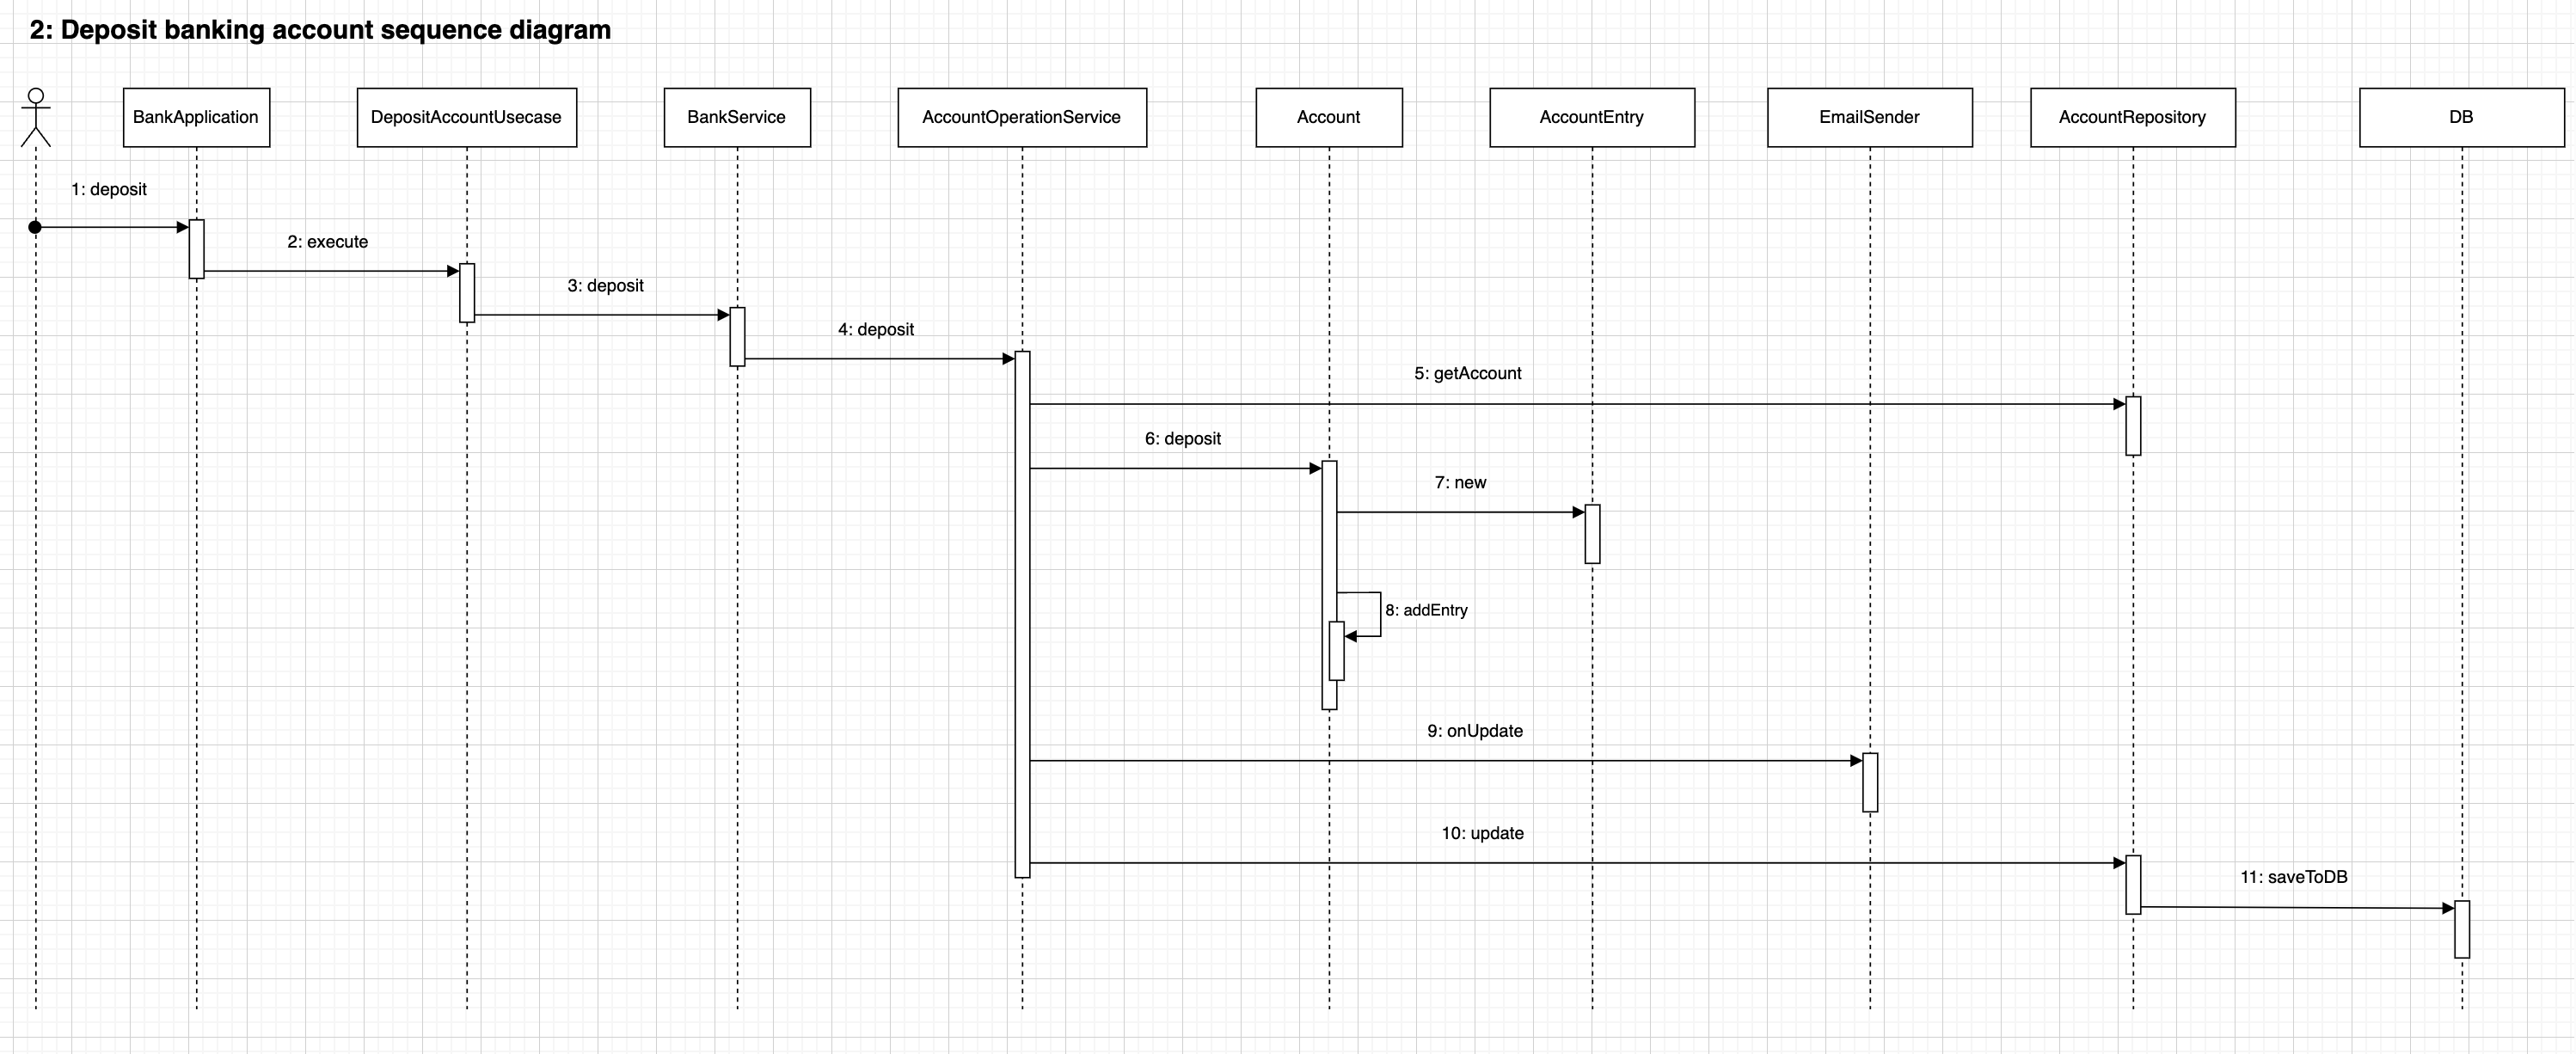 2: Deposit banking account sequence diagram
BankApplication
DepositAccountUsecase
BankService
AccountOperationService
Account
AccountEntry
EmailSender
AccountRepository
DB
1: deposit
2: execute
3: deposit
4: deposit
5: getAccount
6: deposit
7: new
8: addEntry
9: onUpdate
10: update
11: saveToDB